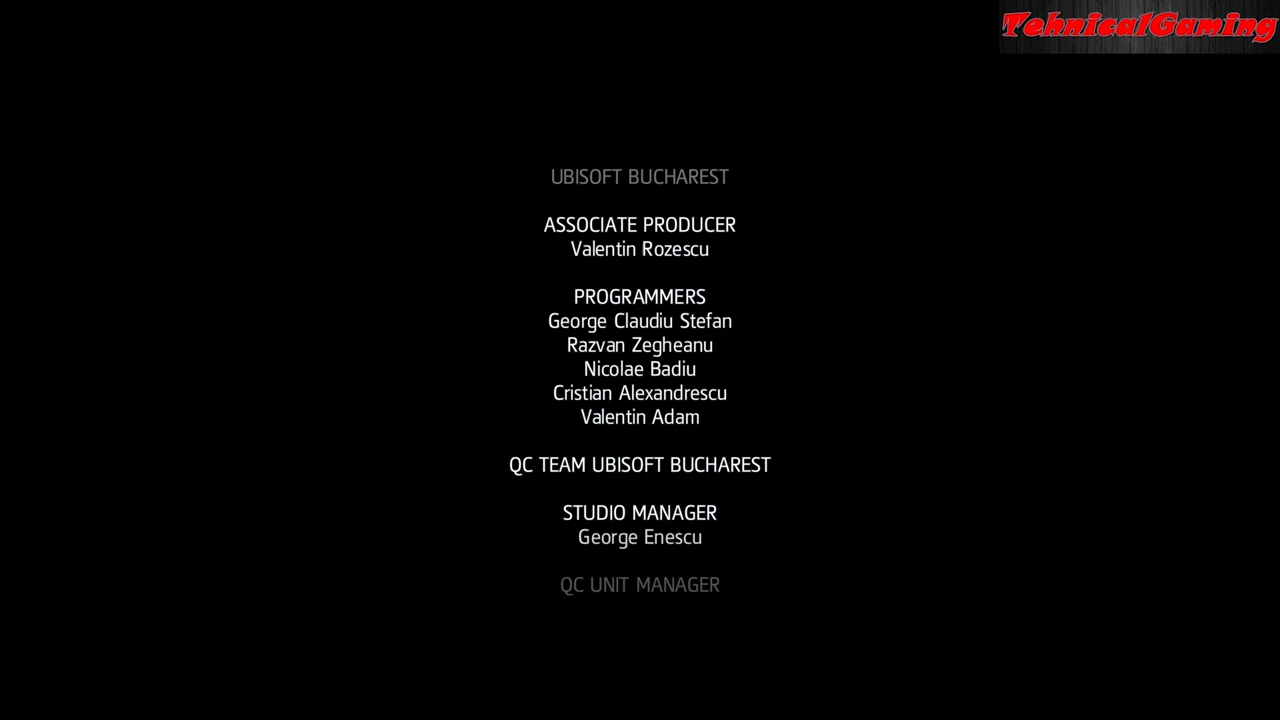 TehnicalGaming
UBISOFT BUCHAREST
ASSOCIATE PRODUCER
Valentin Rozescu
PROGRAMMERS
George Claudiu Stefan
Razvan Zegheanu
Nicolae Badiu
Cristian Alexandrescu
Valentin Adam
QC TEAM UBISOFT BUCHAREST
STUDIO MANAGER
George Enescu
QC UNIT MANAGER